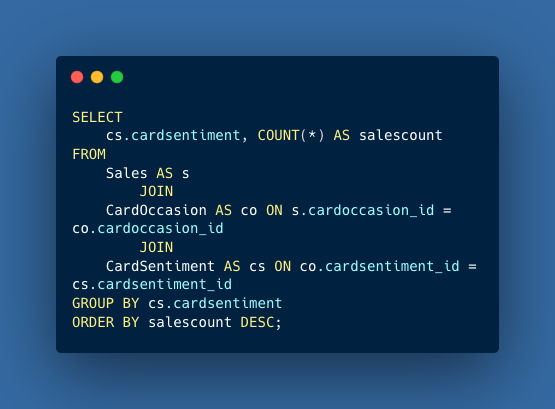 SELECT
    cs.cardsentiment, COUNT(*) AS salescount
FROM
    Sales AS s
        JOIN
    CardOccasion AS co ON s.cardoccasion_id =
co.cardoccasion_id
        JOIN
    CardSentiment AS cs ON co.cardsentiment_id =
cs.cardsentiment_id
GROUP BY cs.cardsentiment
ORDER BY salescount DESC;